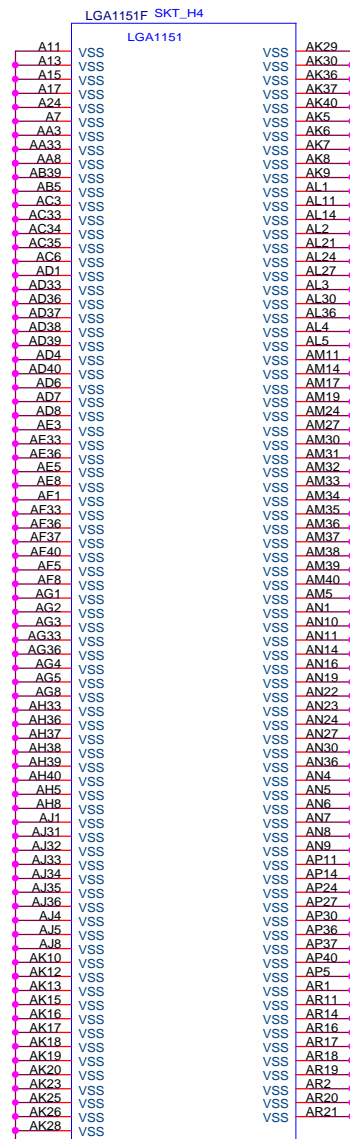 LGA1151F SKT_H4
LGA1151
A11 VSS VSS AK29
A13 VSS VSS AK30
A15 VSS VSS AK36
A17 VSS VSS AK37
A24 VSS VSS AK40
A7 VSS VSS AK5
AA3 VSS VSS AK6
AA33 VSS VSS AK7
AA8 VSS VSS AK8
AB39 VSS VSS AK9
AB5 VSS VSS AL1
AC3 VSS VSS AL11
AC33 VSS VSS AL14
AC34 VSS VSS AL2
AC35 VSS VSS AL21
AC6 VSS VSS AL24
AD1 VSS VSS AL27
AD33 VSS VSS AL3
AD36 VSS VSS AL30
AD37 VSS VSS AL36
AD38 VSS VSS AL4
AD39 VSS VSS AL5
AD4 VSS VSS AM11
AD40 VSS VSS AM14
AD6 VSS VSS AM17
AD7 VSS VSS AM19
AD8 VSS VSS AM24
AE3 VSS VSS AM27
AE33 VSS VSS AM30
AE36 VSS VSS AM31
AE5 VSS VSS AM32
AE8 VSS VSS AM33
AF1 VSS VSS AM34
AF33 VSS VSS AM35
AF36 VSS VSS AM36
AF37 VSS VSS AM37
AF40 VSS VSS AM38
AF5 VSS VSS AM39
AF8 VSS VSS AM40
AG1 VSS VSS AM5
AG2 VSS VSS AN1
AG3 VSS VSS AN10
AG33 VSS VSS AN11
AG36 VSS VSS AN14
AG4 VSS VSS AN16
AG5 VSS VSS AN19
AG8 VSS VSS AN22
AH33 VSS VSS AN23
AH36 VSS VSS AN24
AH37 VSS VSS AN27
AH38 VSS VSS AN30
AH39 VSS VSS AN36
AH40 VSS VSS AN4
AH5 VSS VSS AN5
AH8 VSS VSS AN6
AJ1 VSS VSS AN7
AJ31 VSS VSS AN8
AJ32 VSS VSS AN9
AJ33 VSS VSS AP11
AJ34 VSS VSS AP14
AJ35 VSS VSS AP24
AJ36 VSS VSS AP27
AJ4 VSS VSS AP30
AJ5 VSS VSS AP36
AJ8 VSS VSS AP37
AK10 VSS VSS AP40
AK12 VSS VSS AP5
AK13 VSS VSS AR1
AK15 VSS VSS AR11
AK16 VSS VSS AR14
AK17 VSS VSS AR16
AK18 VSS VSS AR17
AK19 VSS VSS AR18
AK20 VSS VSS AR19
AK23 VSS VSS AR2
AK25 VSS VSS AR20
AK26 VSS VSS AR21
AK28 VSS